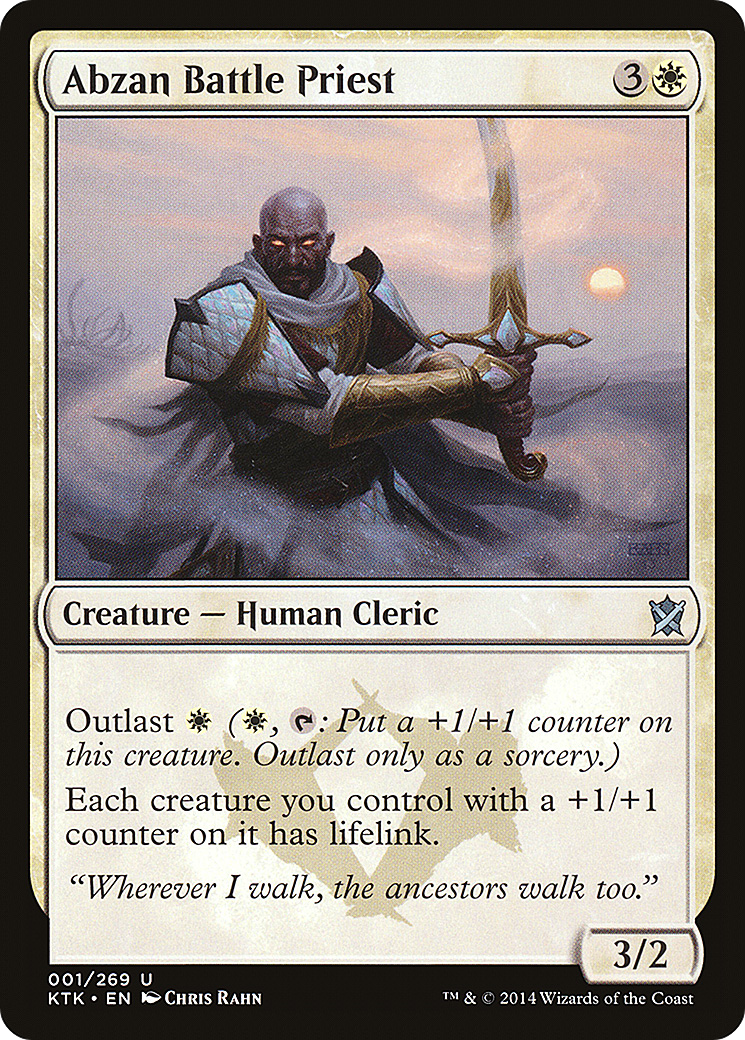 Abzan Battle Priest 3
Creature — Human Cleric
Outlast (, : Put a +1/+1 counter on
this creature. Outlast only as a sorcery.)
Each creature you control with a +1/+1
counter on it has lifelink.
“Wherever I walk, the ancestors walk too.”
3/2
001/269 U
KTK • EN Chris Rahn
™ & © 2014 Wizards of the Coast